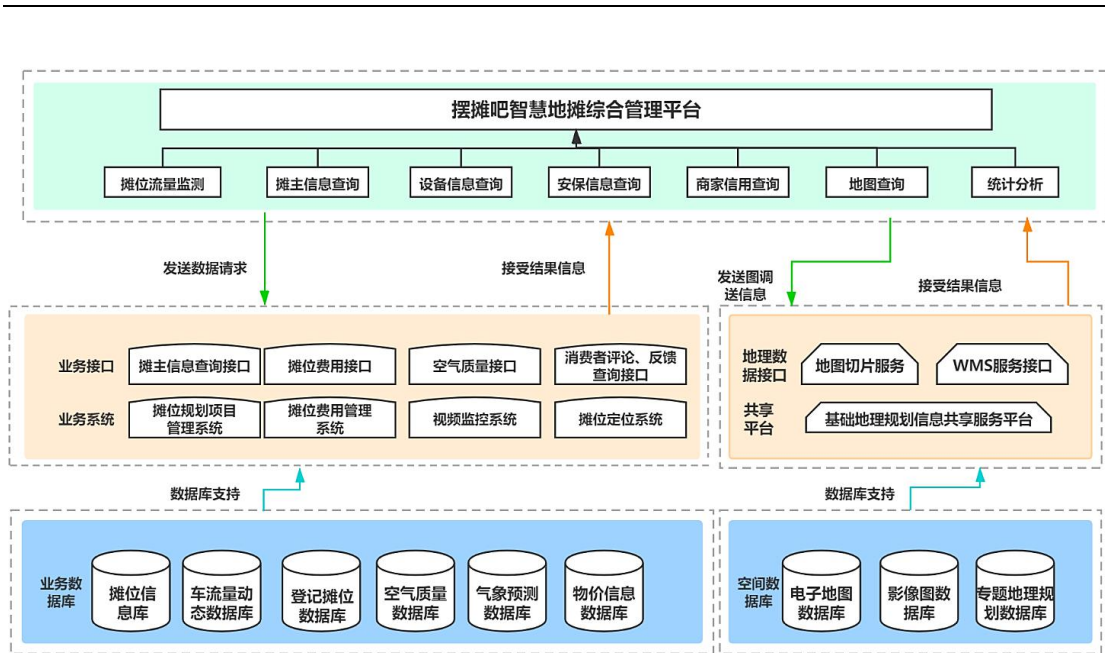 摆摊吧智慧地摊综合管理平台
摊位流量监测
摊主信息查询
设备信息查询
安保信息查询
商家信用查询
地图查询
统计分析
发送数据请求
接受结果信息
发送图调
送信息
接受结果信息
业务接口
摊主信息查询接口
摊位费用接口
空气质量接口
消费者评论、反馈
查询接口
业务系统
摊位规划项目
管理系统
摊位费用管理
系统
视频监控系统
摊位定位系统
地理数
据接口
地图切片服务
WMS服务接口
共享
平台
基础地理规划信息共享服务平台
数据库支持
数据库支持
业务数
据库
摊位信
息库
车流量动
态数据库
登记摊位
数据库
空气质量
数据库
气象预测
数据库
物价信息
数据库
空间数
据库
电子地图
数据库
影像图数
据库
专题地理规
划数据库